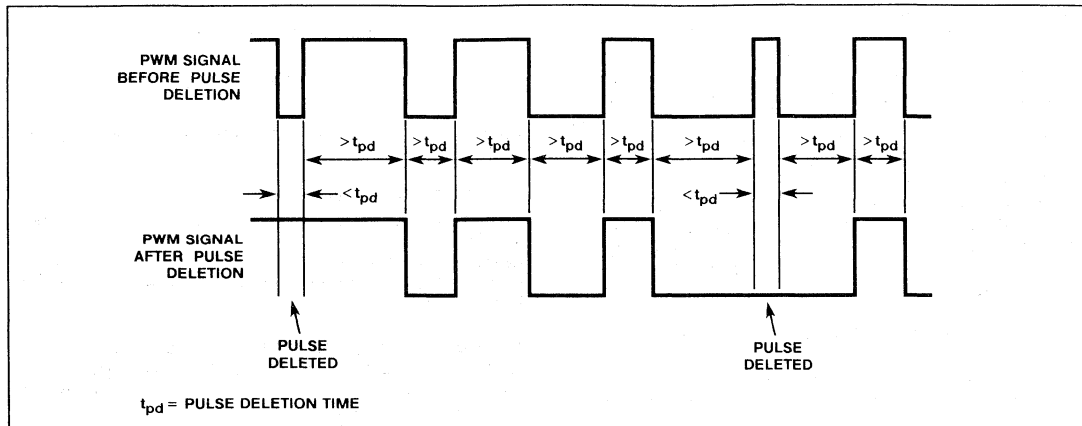 PWM SIGNAL
BEFORE PULSE
DELETION
>tpd >tpd >tpd >tpd >tpd >tpd >tpd >tpd
<tpd <tpd
PWM SIGNAL
AFTER PULSE
DELETION
PULSE
DELETED
PULSE
DELETED
tpd = PULSE DELETION TIME